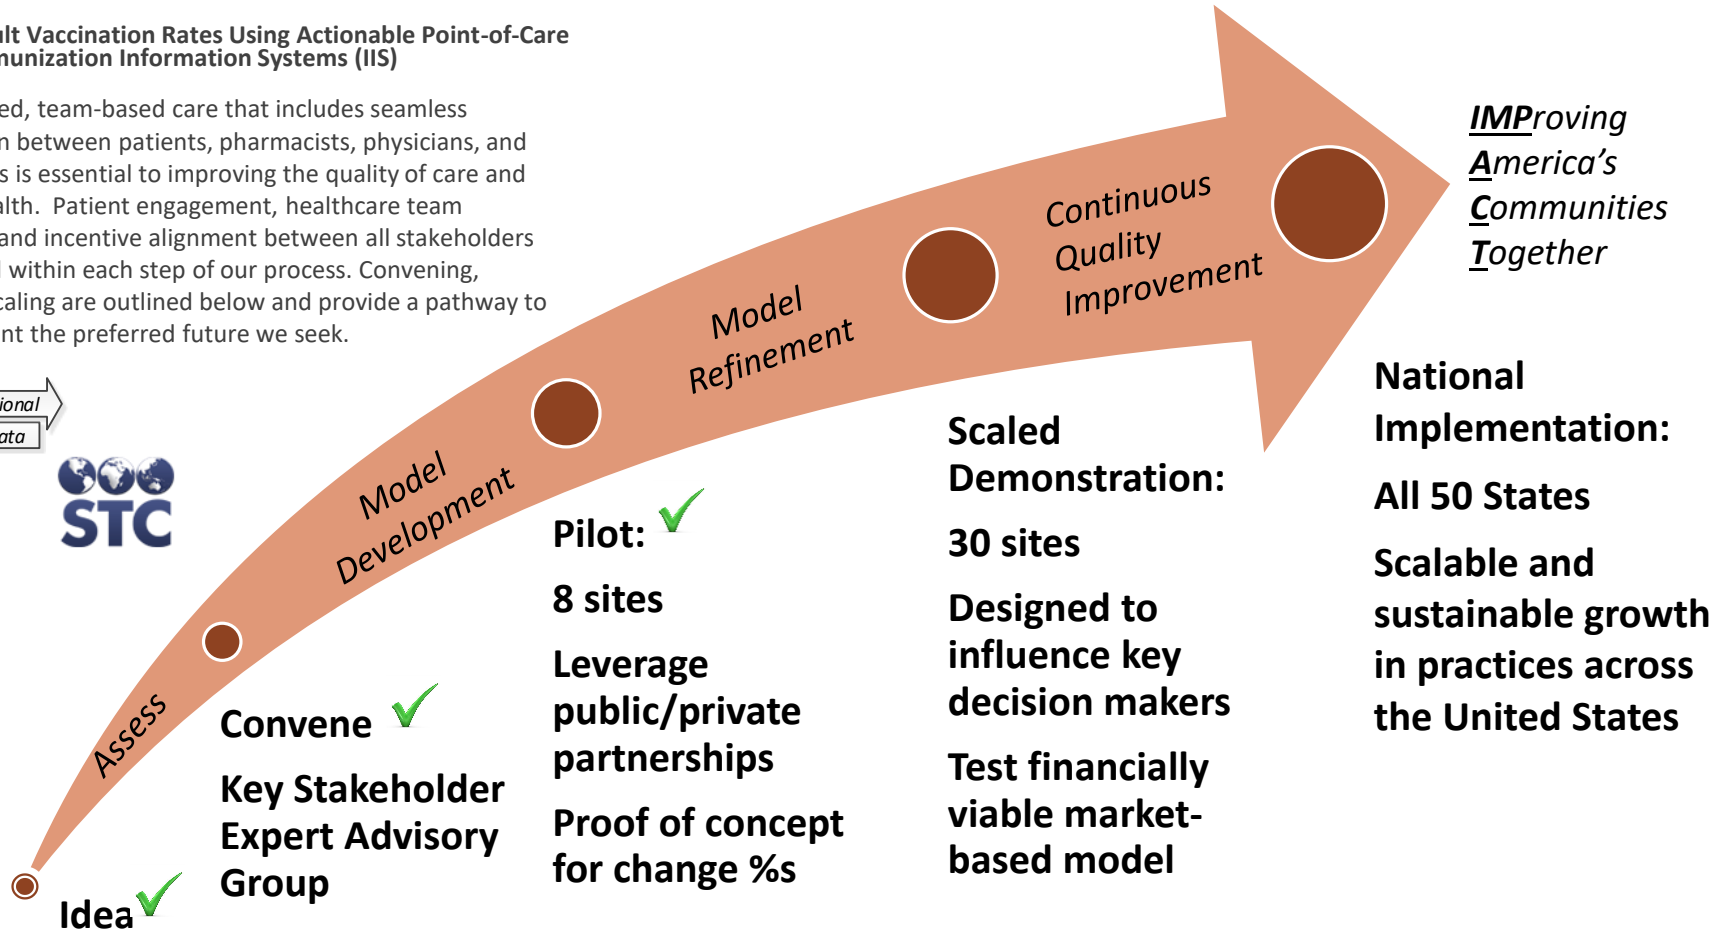 ult Vaccination Rates Using Actionable Point-of-Care
munization Information Systems (IIS)
ed, team-based care that includes seamless
n between patients, pharmacists, physicians, and
s is essential to improving the quality of care and
alth. Patient engagement, healthcare team
and incentive alignment between all stakeholders
d within each step of our process. Convening,
caling are outlined below and provide a pathway to
nt the preferred future we seek.
ional
ata
STC
Assess
Model
Development
Model
Refinement
Continuous
Quality
Improvement
IMProving
America's
Communities
Together
Idea
Convene
Key Stakeholder
Expert Advisory
Group
Pilot:
8 sites
Leverage
public/private
partnerships
Proof of concept
for change %s
Scaled
Demonstration:
30 sites
Designed to
influence key
decision makers
Test financially
viable market-
based model
National
Implementation:
All 50 States
Scalable and
sustainable growth
in practices across
the United States